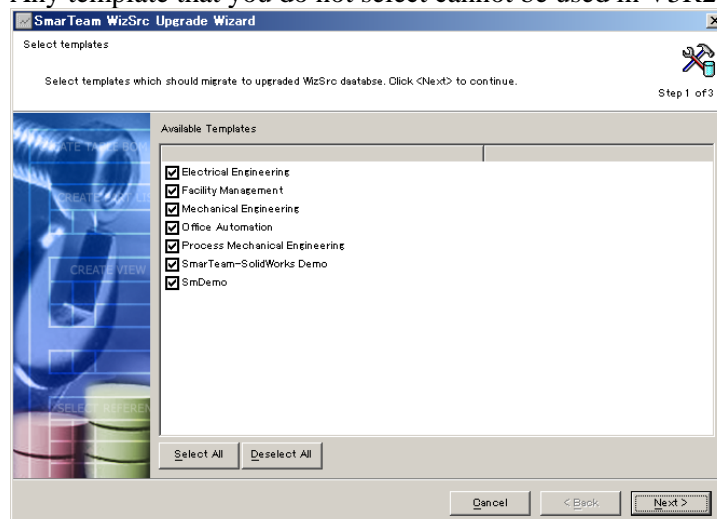 Any template that you do not select cannot be used in V5R2
SmarTeam WizSrc Upgrade Wizard
Select templates
Select templates which should migrate to upgraded WizSrc daatabse. Click <Next> to continue.
Step 1 of3
Available Templates
CREATE VIEW
Electrical Engineering
Facility Management
Mechanical Engineering
Office Automation
Process Mechanical Engineering
SmarTeam-SolidWorks Demo
SmDemo
Select All
Deselect All
Cancel
< Back
Next >